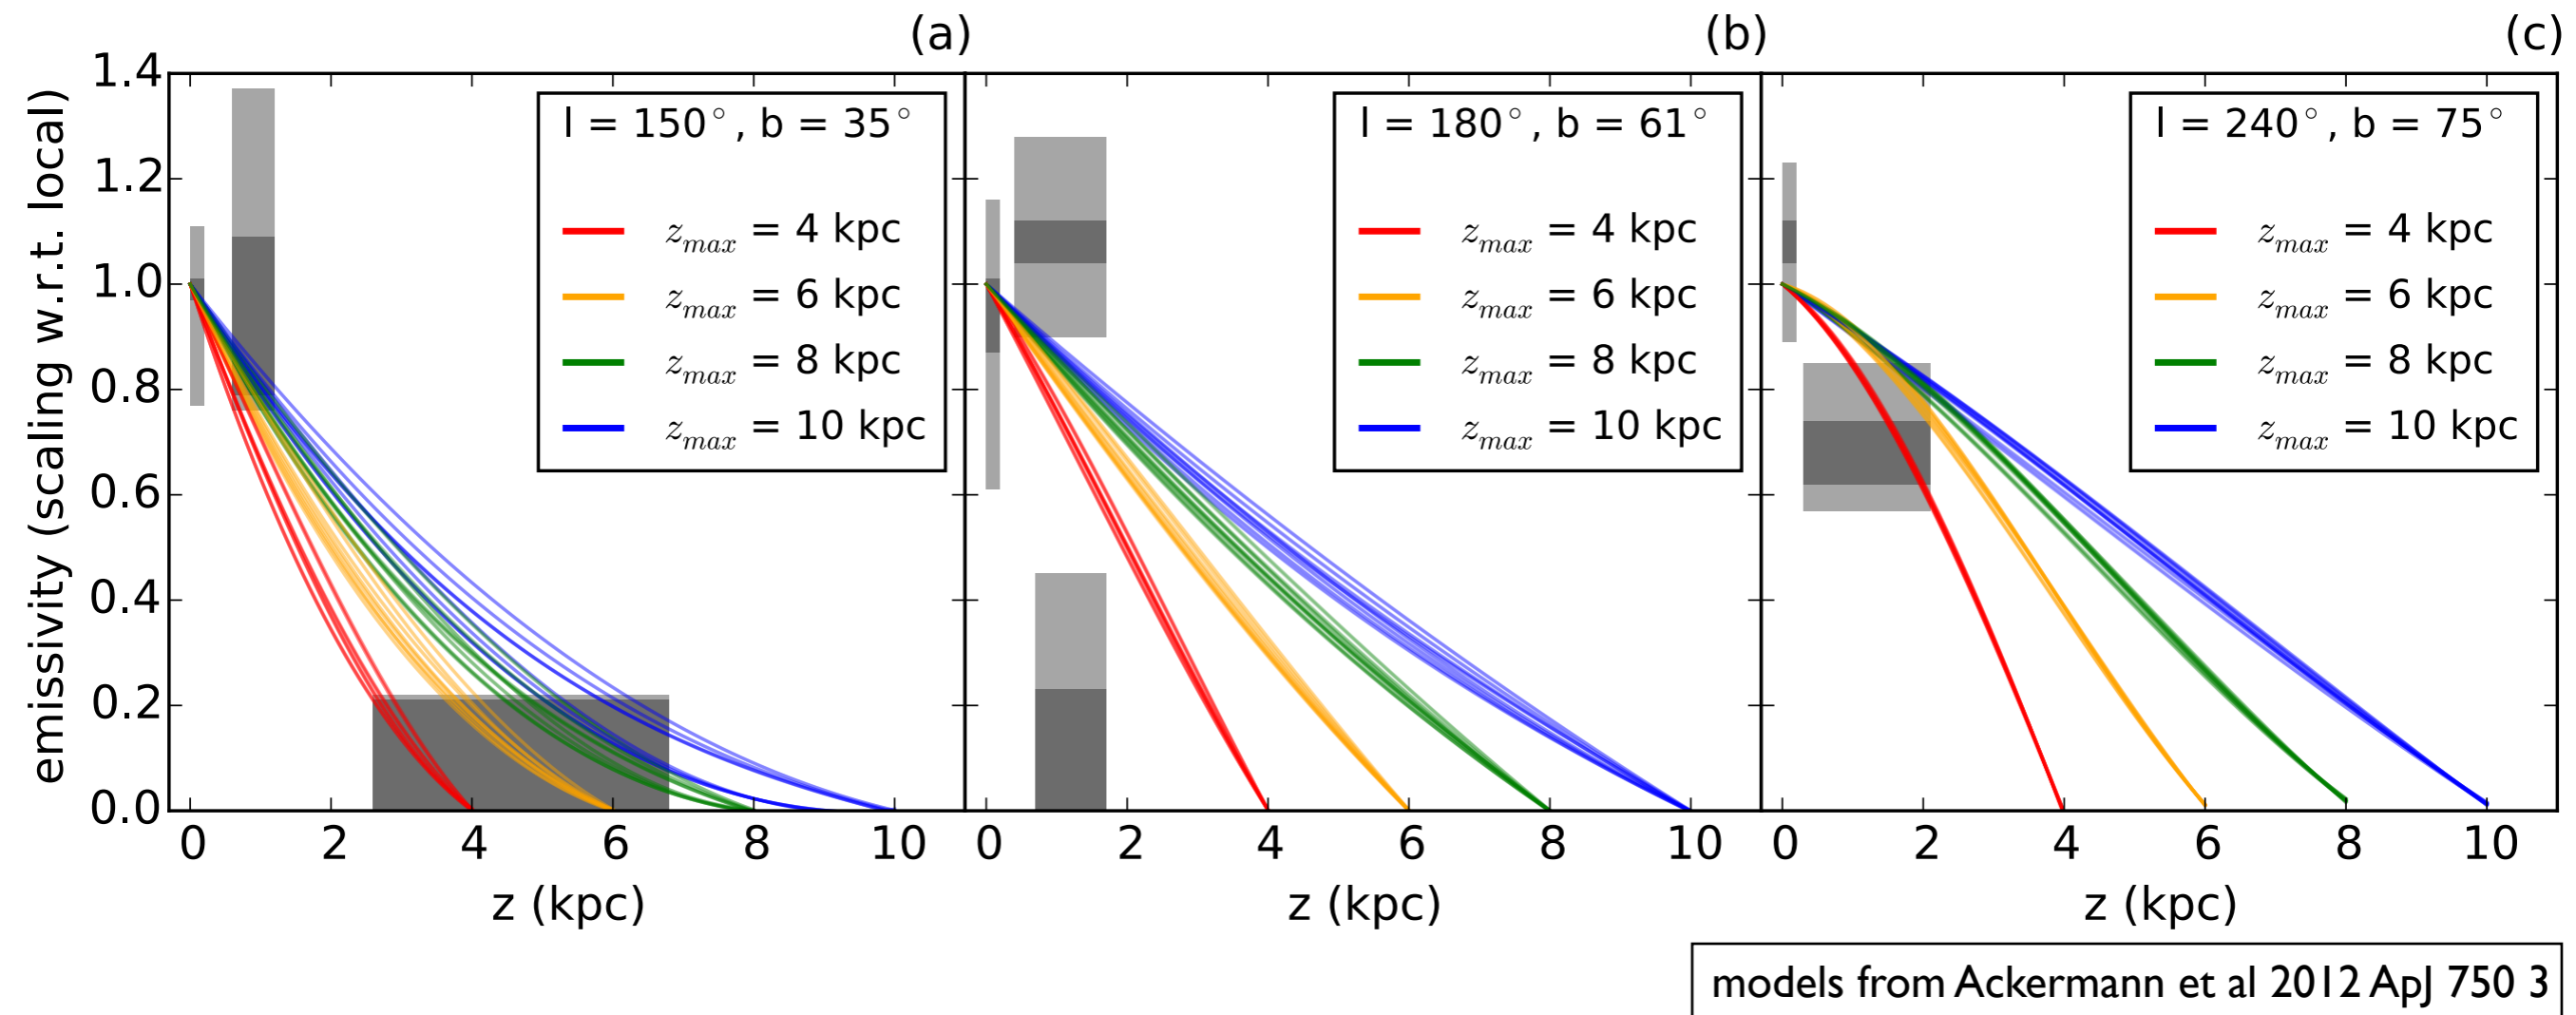 (a)
(b)
(c)
emissivity (scaling w.r.t. local)
1.4
1.2
1.0
0.8
0.6
0.4
0.2
0.0
l = 150°, b = 35°
z_max = 4 kpc
z_max = 6 kpc
z_max = 8 kpc
z_max = 10 kpc
0 2 4 6 8 10
z (kpc)
l = 180°, b = 61°
z_max = 4 kpc
z_max = 6 kpc
z_max = 8 kpc
z_max = 10 kpc
0 2 4 6 8 10
z (kpc)
l = 240°, b = 75°
z_max = 4 kpc
z_max = 6 kpc
z_max = 8 kpc
z_max = 10 kpc
0 2 4 6 8 10
z (kpc)
models from Ackermann et al 2012 ApJ 750 3